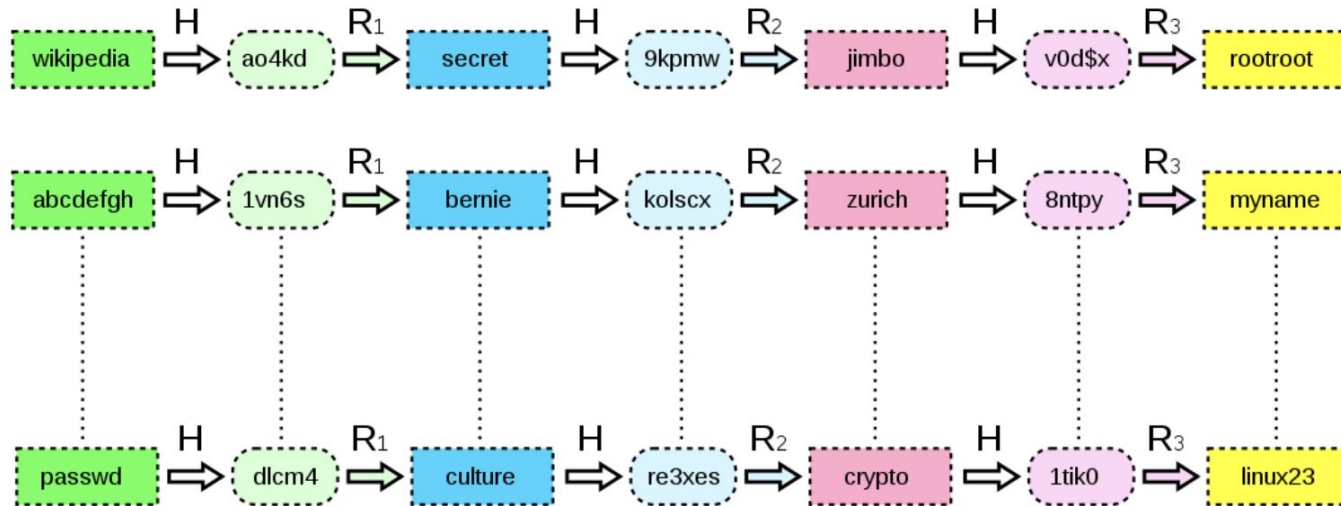 H R1 H R2 H R3
wikipedia ao4kd secret 9kpmw jimbo v0d$x rootroot
H R1 H R2 H R3
abcdefgh 1vn6s bernie kolscx zurich 8ntpy myname
H R1 H R2 H R3
passwd dlcm4 culture re3xes crypto 1tik0 linux23